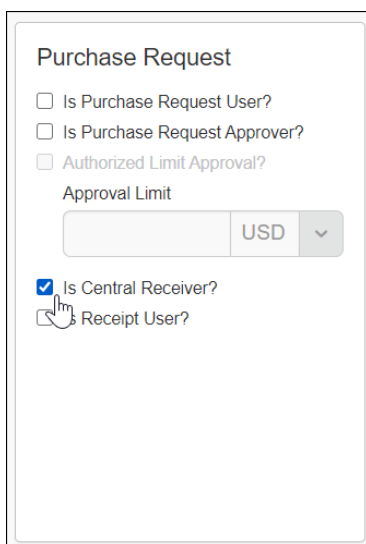 Purchase Request
Is Purchase Request User?
Is Purchase Request Approver?
Authorized Limit Approval?
Approval Limit
USD
Is Central Receiver?
Receipt User?